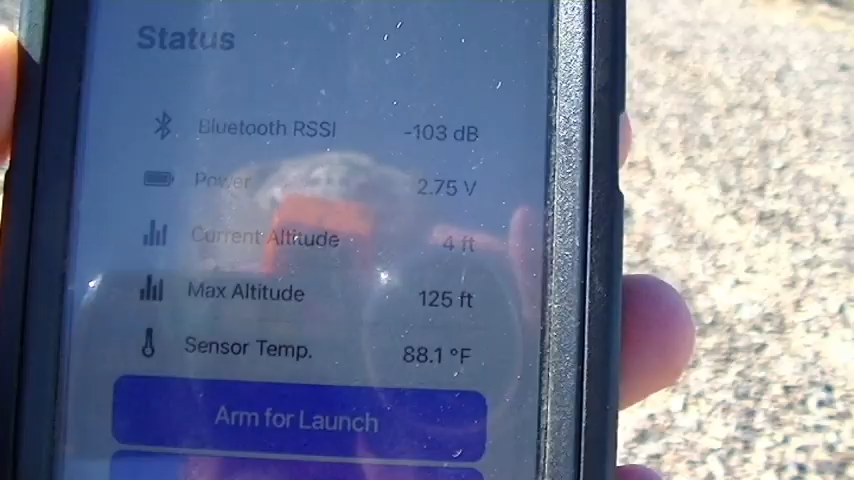 Status
Bluetooth RSSI -103 dB
Power 2.75 V
Current Altitude 4 ft
Max Altitude 125 ft
Sensor Temp. 88.1 °F
Arm for Launch